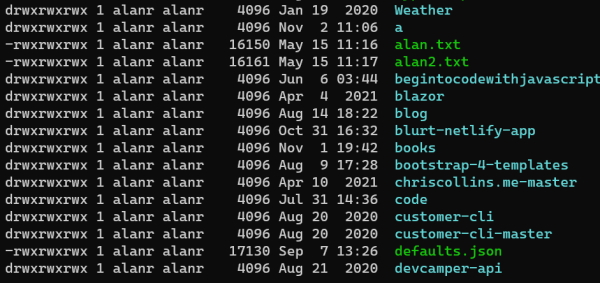 drwxrwxrwx 1 alanr alanr     4096 Jan 19  2020 Weather
drwxrwxrwx 1 alanr alanr     4096 Nov  2 11:06 a
-rwxrwxrwx 1 alanr alanr    16150 May 15 11:16 alan.txt
-rwxrwxrwx 1 alanr alanr    16161 May 15 11:17 alan2.txt
drwxrwxrwx 1 alanr alanr     4096 Jun  6 03:44 begintocodewithjavascript
drwxrwxrwx 1 alanr alanr     4096 Apr  4  2021 blazor
drwxrwxrwx 1 alanr alanr     4096 Aug 14 18:22 blog
drwxrwxrwx 1 alanr alanr     4096 Oct 31 16:32 blurt-netlify-app
drwxrwxrwx 1 alanr alanr     4096 Nov  1 19:42 books
drwxrwxrwx 1 alanr alanr     4096 Aug  9 17:28 bootstrap-4-templates
drwxrwxrwx 1 alanr alanr     4096 Apr 10  2021 chriscollins.me-master
drwxrwxrwx 1 alanr alanr     4096 Jul 31 14:36 code
drwxrwxrwx 1 alanr alanr     4096 Aug 20  2020 customer-cli
drwxrwxrwx 1 alanr alanr     4096 Aug 20  2020 customer-cli-master
-rwxrwxrwx 1 alanr alanr    17130 Sep  7 13:26 defaults.json
drwxrwxrwx 1 alanr alanr     4096 Aug 21  2020 devcamper-api